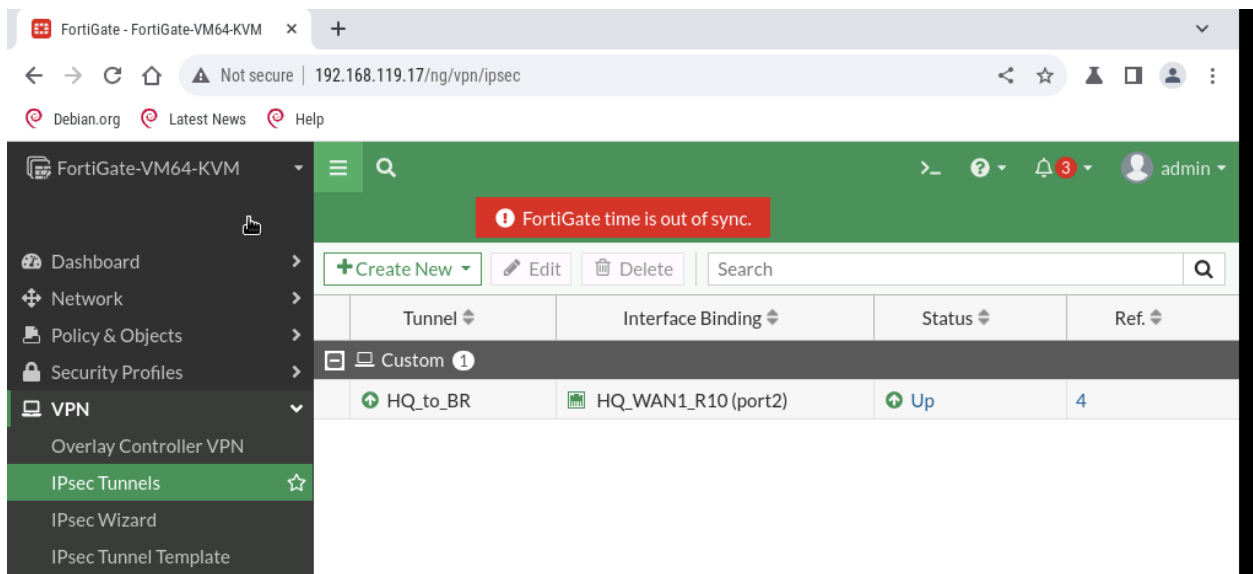 FortiGate - FortiGate-VM64-KVM
Not secure 192.168.119.17/ng/vpn/ipsec
Debian.org Latest News Help
FortiGate-VM64-KVM >_ 3 admin
FortiGate time is out of sync.
Dashboard
Network
Policy & Objects
Security Profiles
VPN
Overlay Controller VPN
IPsec Tunnels
IPsec Wizard
IPsec Tunnel Template
Create New Edit Delete Search
Tunnel Interface Binding Status Ref.
Custom 1
HQ_to_BR HQ_WAN1_R10 (port2) Up 4